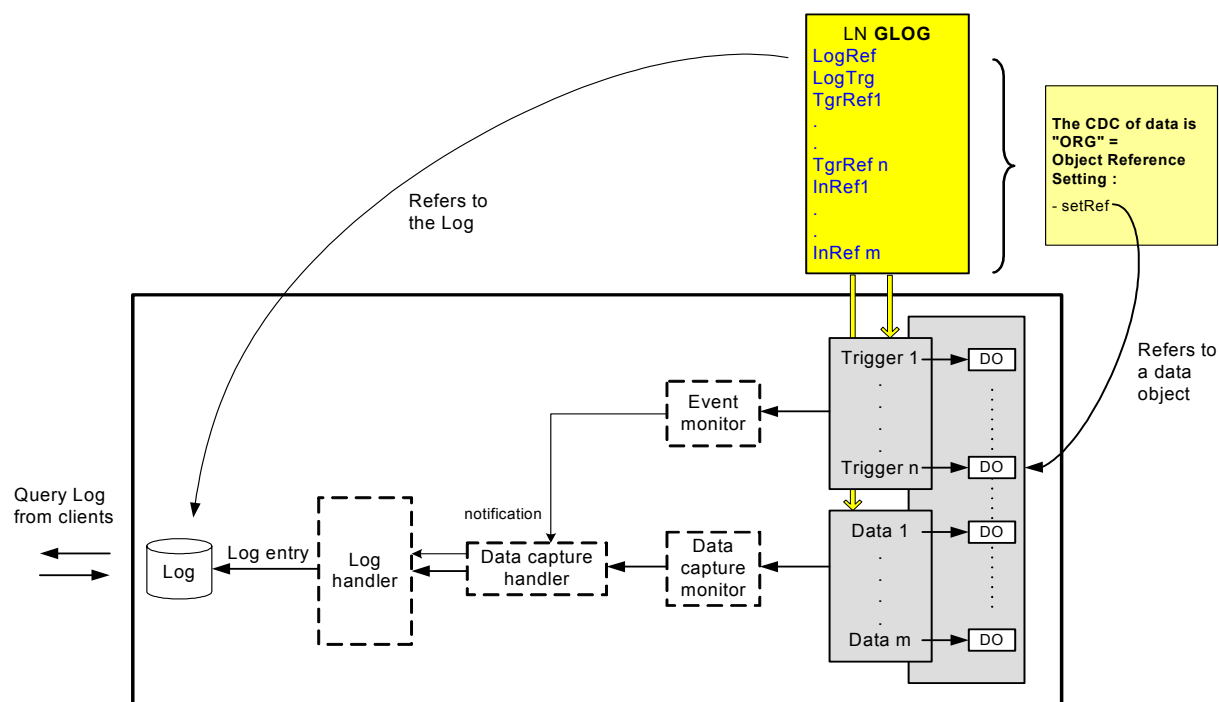 LN GLOG
LogRef
LogTrg
TgrRef1
.
.
TgrRef n
InRef1
.
.
InRef m
The CDC of data is
"ORG" =
Object Reference
Setting :
- setRef
Refers to
the Log
Refers to
a data
object
Trigger 1
.
.
.
.
Trigger n
DO
DO
Event
monitor
notification
Query Log
from clients
Log
Log entry
Log
handler
Data capture
handler
Data
capture
monitor
Data 1
.
.
.
.
Data m
DO
DO